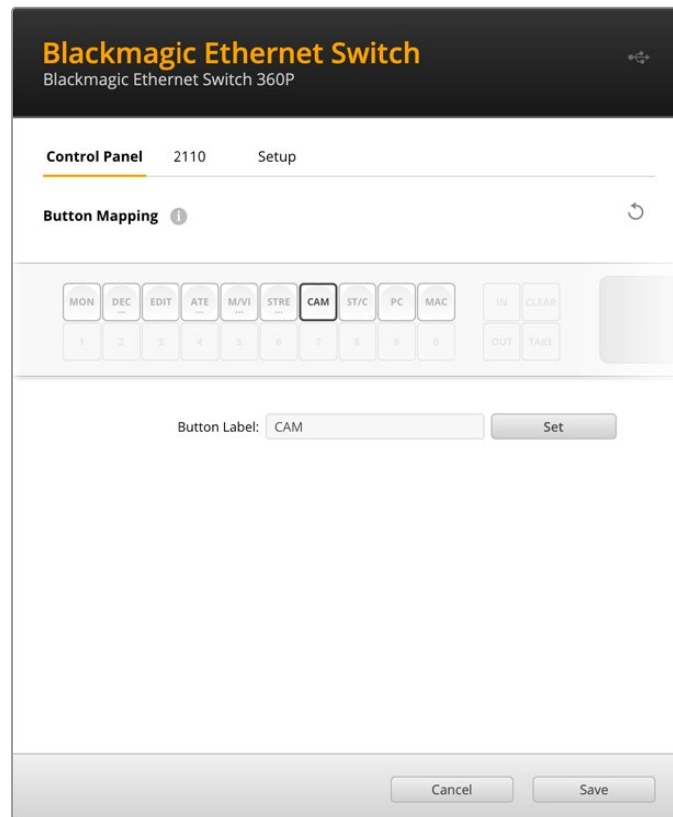 Blackmagic Ethernet Switch
Blackmagic Ethernet Switch 360P
Control Panel 2110 Setup
Button Mapping
MON DEC ... EDIT ATE ... M/VI ... STRE ... CAM ST/C PC MAC IN CLEAR
1 2 3 4 5 6 7 8 9 0 OUT TAKE
Button Label: CAM Set
Cancel Save